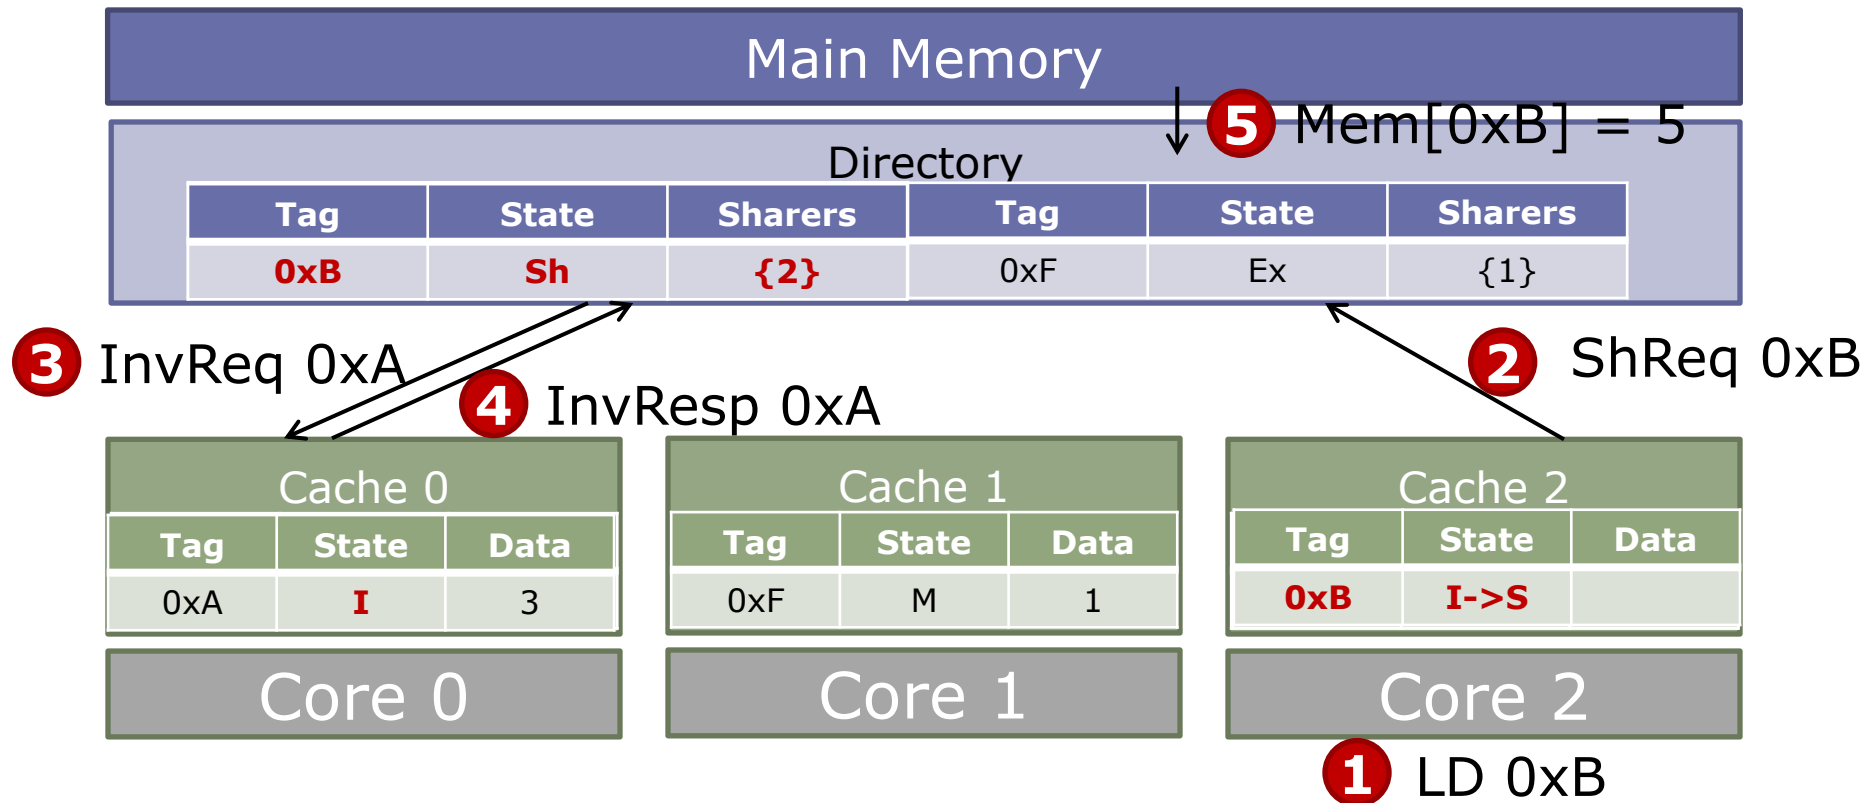 Main Memory
5 Mem[0xB] = 5
Directory
Tag State Sharers Tag State Sharers
0xB Sh {2} 0xF Ex {1}
3 InvReq 0xA
2 ShReq 0xB
4 InvResp 0xA
Cache 0 Cache 1 Cache 2
Tag State Data Tag State Data Tag State Data
0xA I 3 0xF M 1 0xB I->S
Core 0 Core 1 Core 2
1 LD 0xB